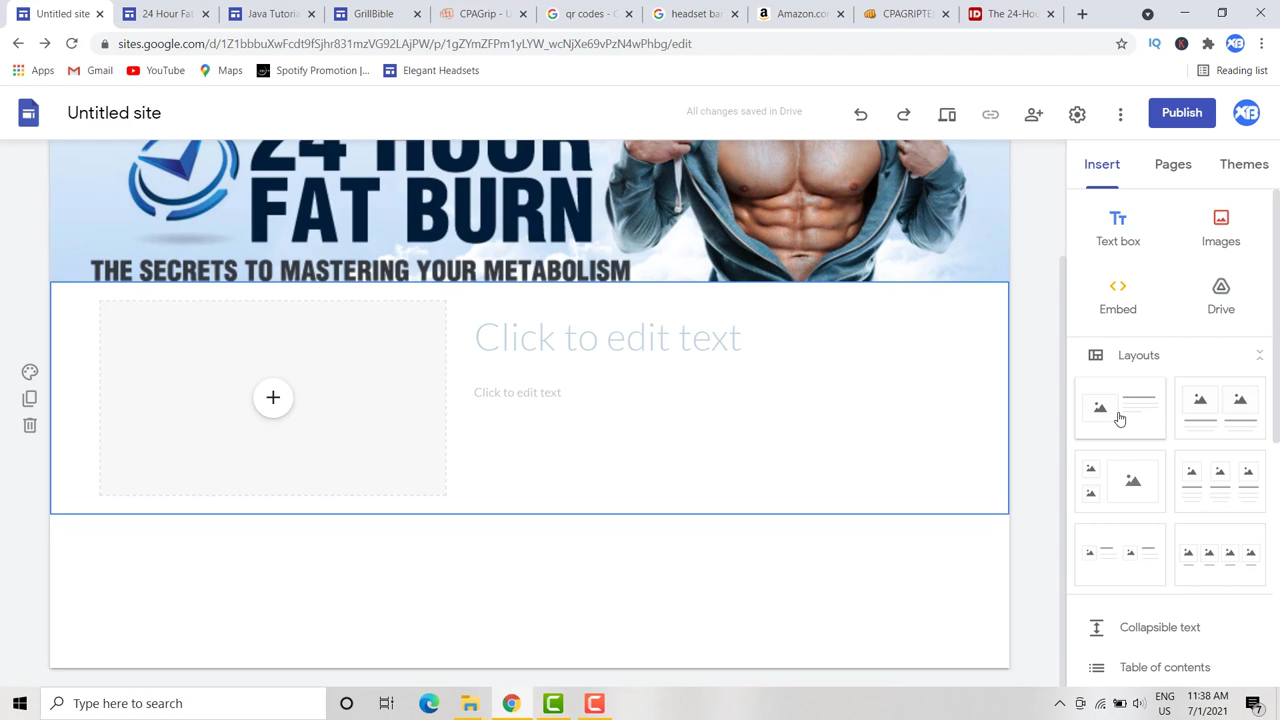 Untitled site
24 Hour Fat
Java Tutoria
GrillBible
CPAGrip - U
qr codes - G
headset ba
Amazon.co
CPAGRIPTE
The 24-Hou
sites.google.com/d/1Z1bbbuXwFcdt9fSjhr831mzVG92LAjPW/p/1gZYmZFPm1yLYW_wcNjXe69vPzN4wPhbg/edit
Apps
Gmail
YouTube
Maps
Spotify Promotion |...
Elegant Headsets
Reading list
Untitled site
All changes saved in Drive
Publish
24 HOUR
FAT BURN
THE SECRETS TO MASTERING YOUR METABOLISM
Click to edit text
Click to edit text
Insert
Pages
Themes
Text box
Images
Embed
Drive
Layouts
Collapsible text
Table of contents
Type here to search
ENG
US
11:38 AM
7/1/2021
7